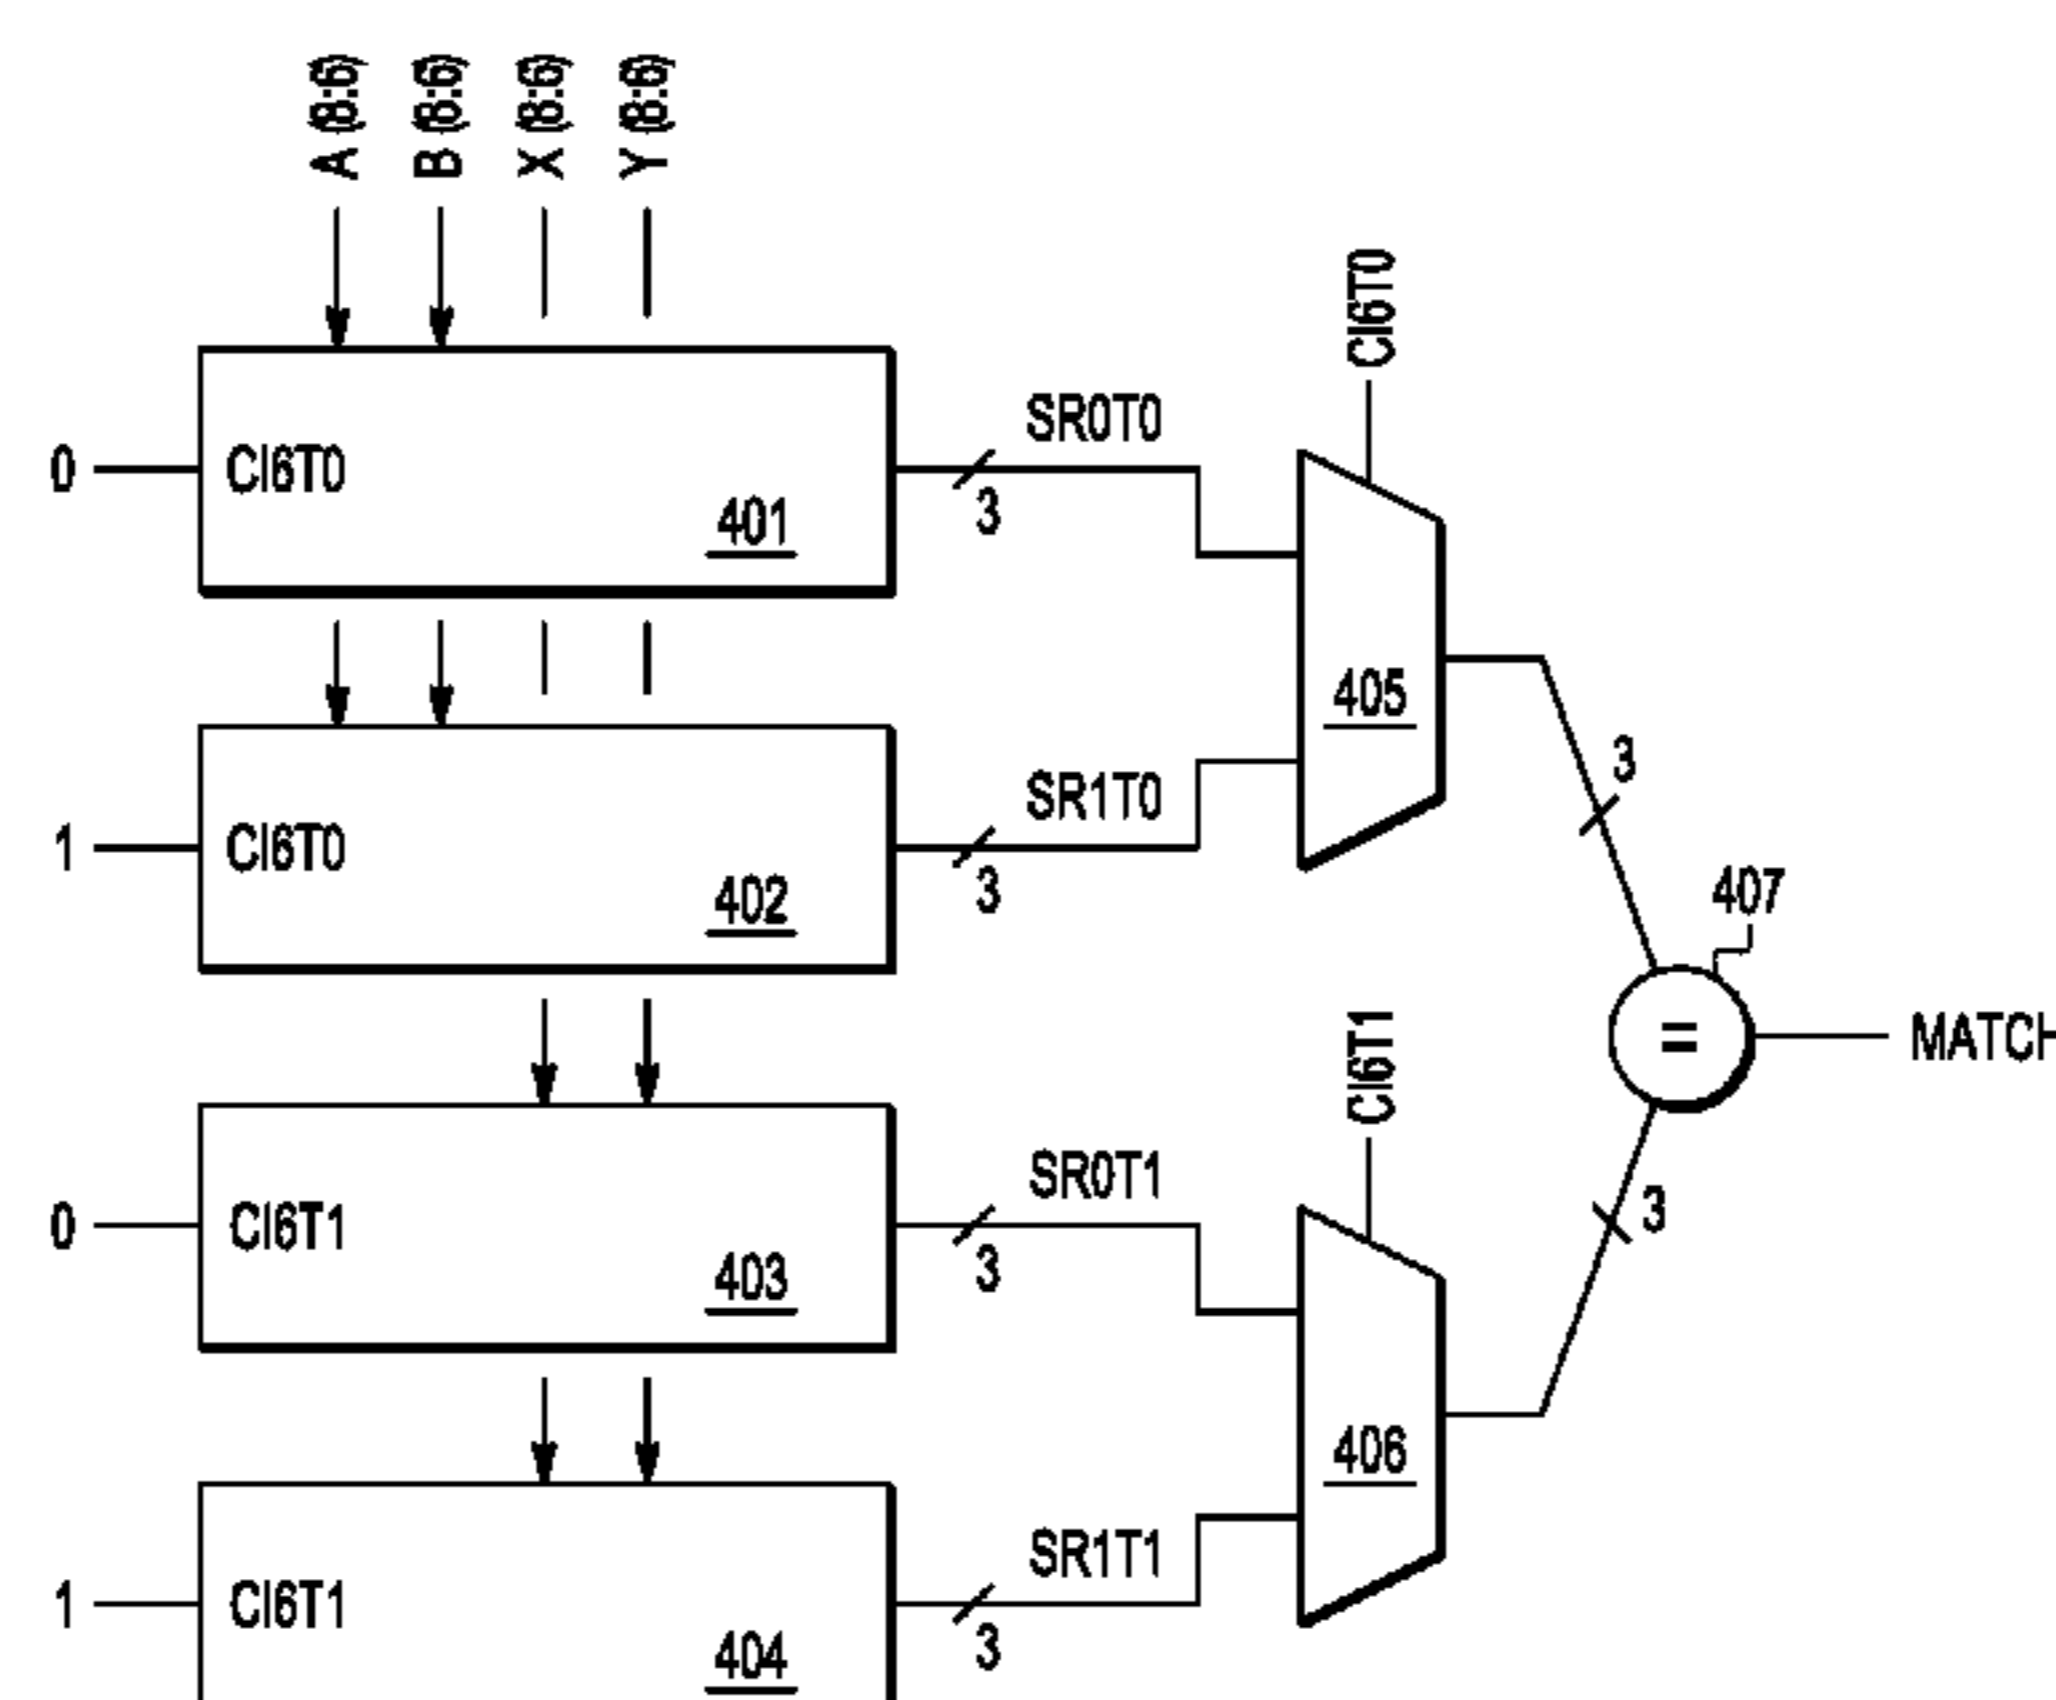 A (8:6)
B (8:6)
X (8:6)
Y (8:6)
CI6T0
SR0T0
0
CI6T0
3
401
405
3
SR1T0
1
CI6T0
3
402
407
=
MATCH
CI6T1
SR0T1
0
CI6T1
3
403
3
406
SR1T1
1
CI6T1
3
404